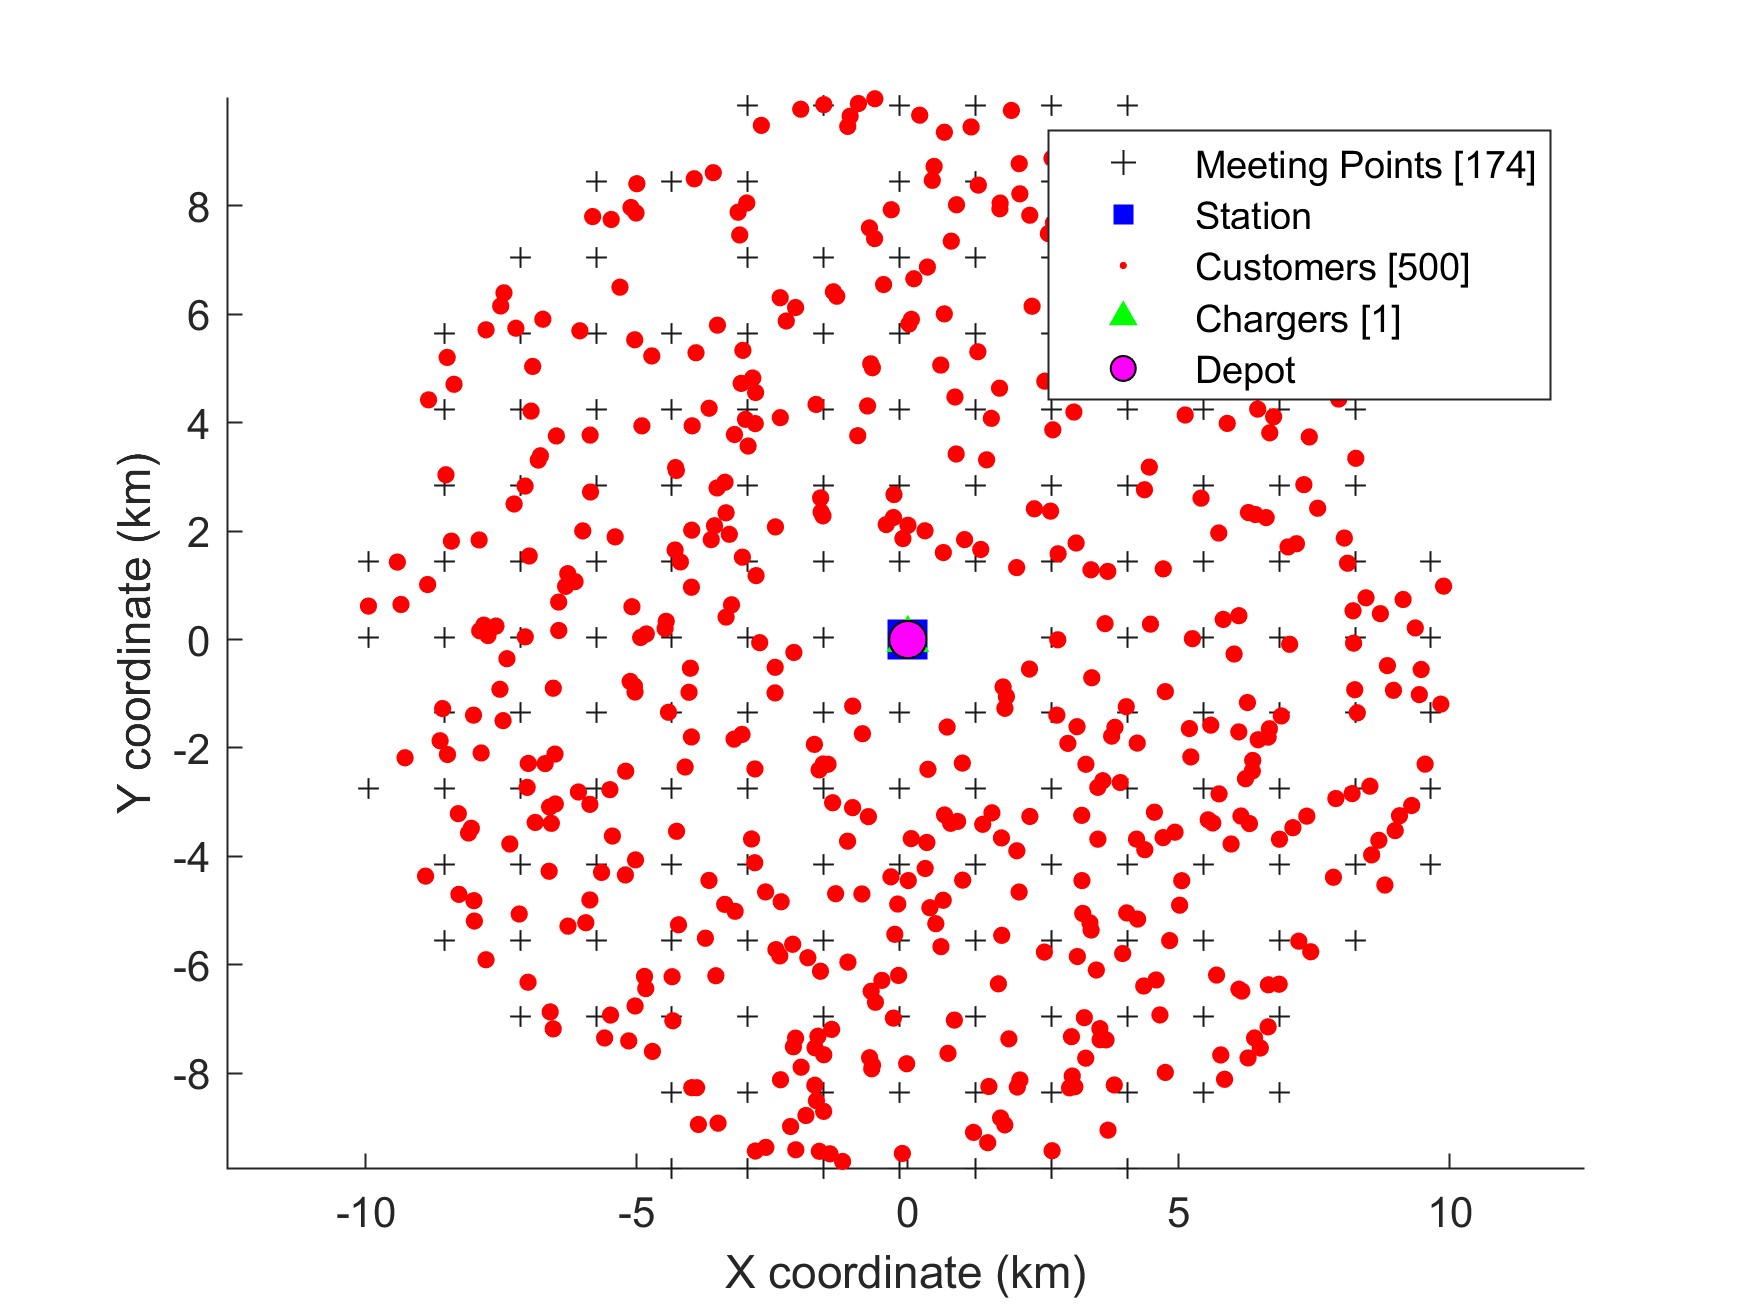 Meeting Points [174]
Station
Customers [500]
Chargers [1]
Depot
8
6
4
2
0
-2
-4
-6
-8
Y coordinate (km)
-10 -5 0 5 10
X coordinate (km)